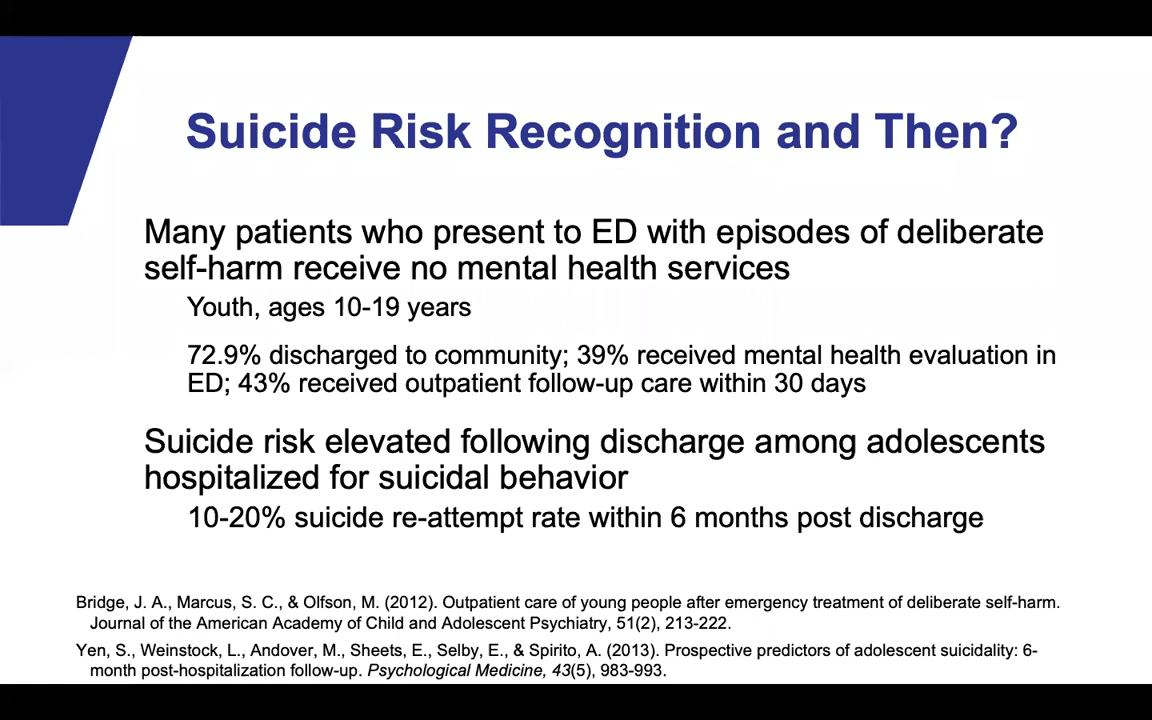 Suicide Risk Recognition and Then?
Many patients who present to ED with episodes of deliberate
self-harm receive no mental health services
Youth, ages 10-19 years
72.9% discharged to community; 39% received mental health evaluation in
ED; 43% received outpatient follow-up care within 30 days
Suicide risk elevated following discharge among adolescents
hospitalized for suicidal behavior
10-20% suicide re-attempt rate within 6 months post discharge
Bridge, J. A., Marcus, S. C., & Olfson, M. (2012). Outpatient care of young people after emergency treatment of deliberate self-harm.
Journal of the American Academy of Child and Adolescent Psychiatry, 51(2), 213-222.
Yen, S., Weinstock, L., Andover, M., Sheets, E., Selby, E., & Spirito, A. (2013). Prospective predictors of adolescent suicidality: 6-
month post-hospitalization follow-up. Psychological Medicine, 43(5), 983-993.